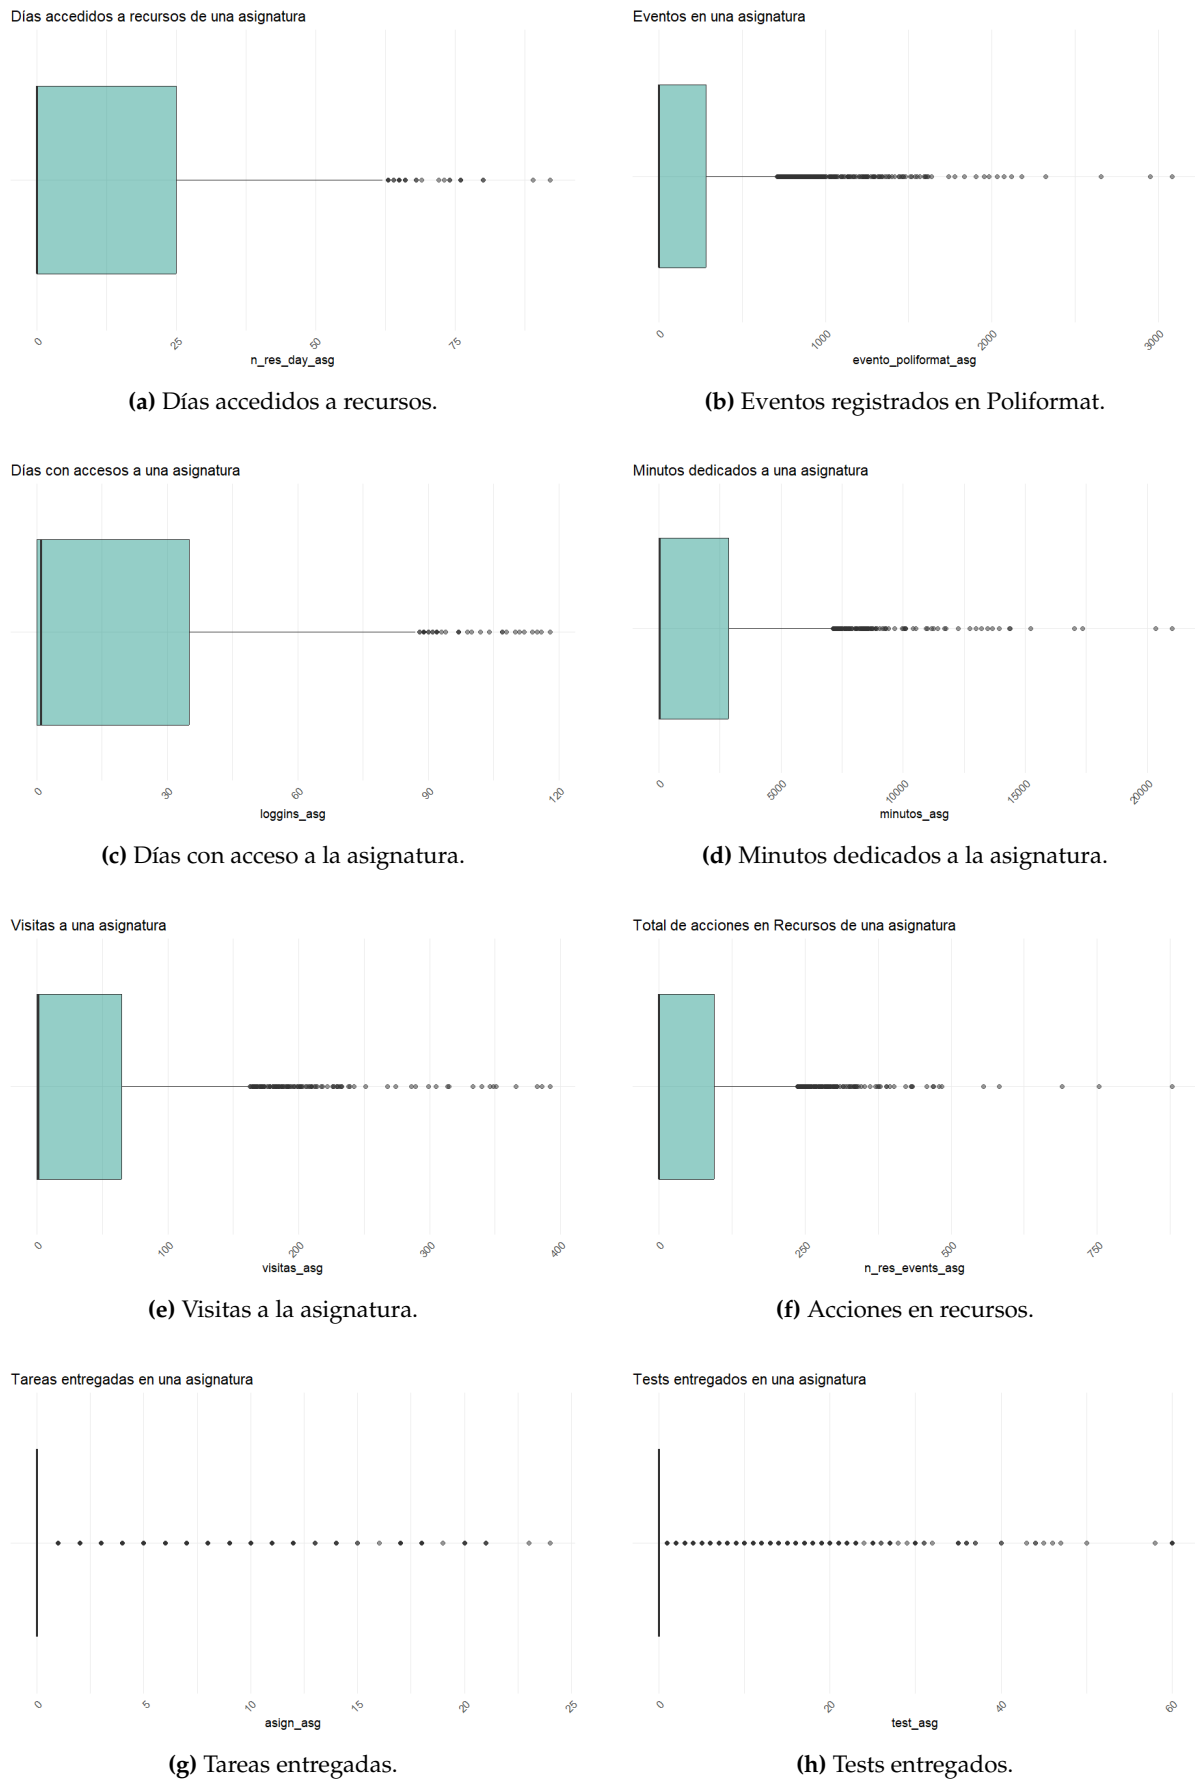 Días accedidos a recursos de una asignatura
0 25 50 75
n_res_day_asg
(a) Días accedidos a recursos.
Eventos en una asignatura
0 1000 2000 3000
evento_poliformat_asg
(b) Eventos registrados en Poliformat.
Días con accesos a una asignatura
0 30 60 90 120
loggins_asg
(c) Días con acceso a la asignatura.
Minutos dedicados a una asignatura
0 5000 10000 15000 20000
minutos_asg
(d) Minutos dedicados a la asignatura.
Visitas a una asignatura
0 100 200 300 400
visitas_asg
(e) Visitas a la asignatura.
Total de acciones en Recursos de una asignatura
0 250 500 750
n_res_events_asg
(f) Acciones en recursos.
Tareas entregadas en una asignatura
0 5 10 15 20 25
asign_asg
(g) Tareas entregadas.
Tests entregados en una asignatura
0 20 40 60
test_asg
(h) Tests entregados.